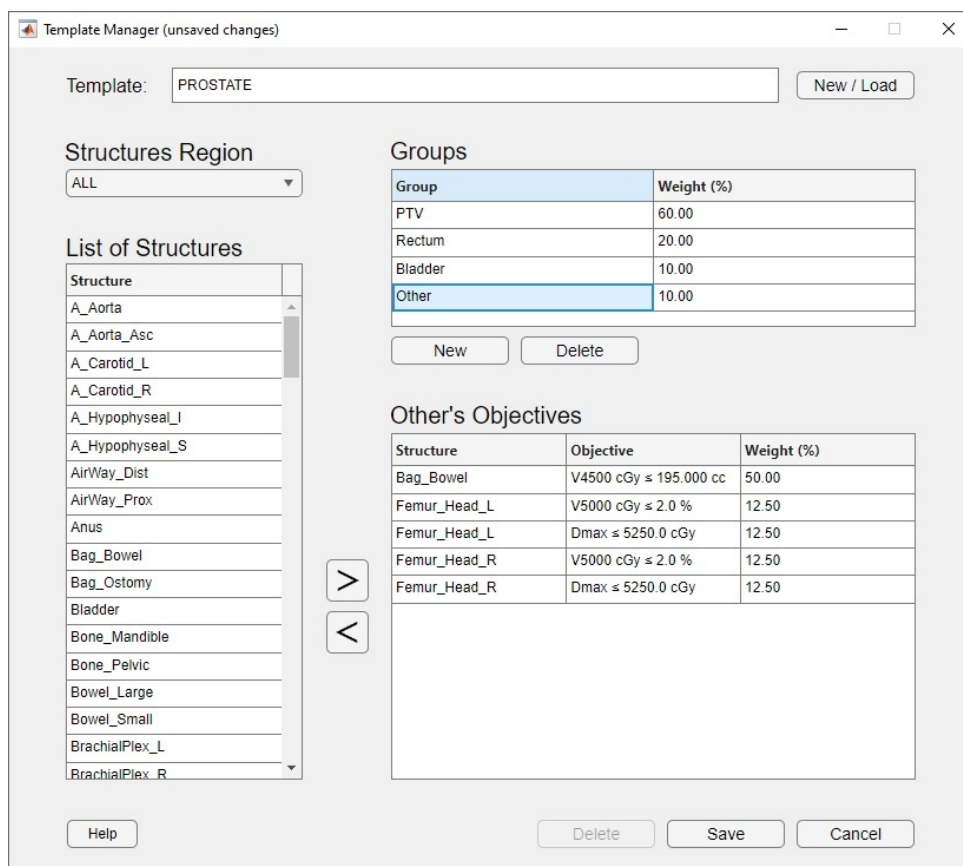 Template Manager (unsaved changes)
Template: PROSTATE New / Load
Structures Region
ALL
List of Structures
Structure
A_Aorta
A_Aorta_Asc
A_Carotid_L
A_Carotid_R
A_Hypophyseal_I
A_Hypophyseal_S
AirWay_Dist
AirWay_Prox
Anus
Bag_Bowel
Bag_Ostomy
Bladder
Bone_Mandible
Bone_Pelvic
Bowel_Large
Bowel_Small
BrachialPlex_L
BrachialPlex_R
>
<
Groups
Group Weight (%)
PTV 60.00
Rectum 20.00
Bladder 10.00
Other 10.00
New Delete
Other's Objectives
Structure Objective Weight (%)
Bag_Bowel V4500 cGy ≤ 195.000 cc 50.00
Femur_Head_L V5000 cGy ≤ 2.0 % 12.50
Femur_Head_L Dmax ≤ 5250.0 cGy 12.50
Femur_Head_R V5000 cGy ≤ 2.0 % 12.50
Femur_Head_R Dmax ≤ 5250.0 cGy 12.50
Help Delete Save Cancel